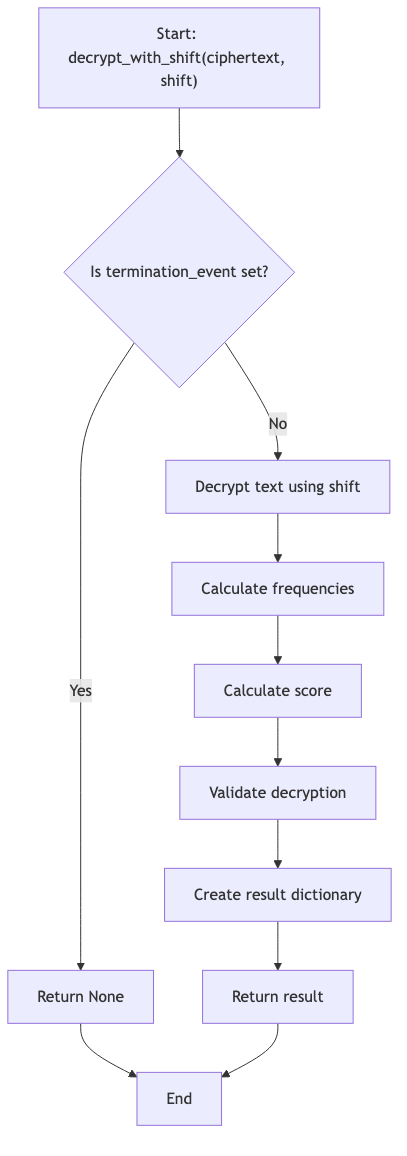 Start:
decrypt_with_shift(ciphertext,
shift)
Is termination_event set?
No
Decrypt text using shift
Calculate frequencies
Calculate score
Yes
Validate decryption
Create result dictionary
Return None
Return result
End